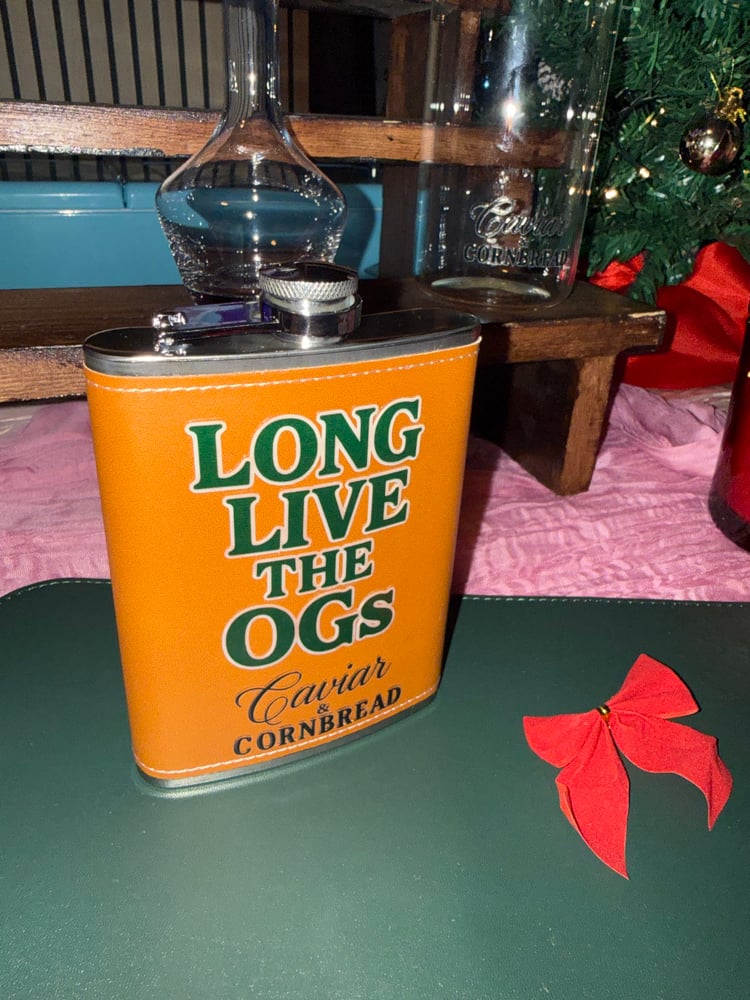 Caviar
CORNBREAD
LONG
LIVE
THE
OGs
Caviar
&
CORNBREAD